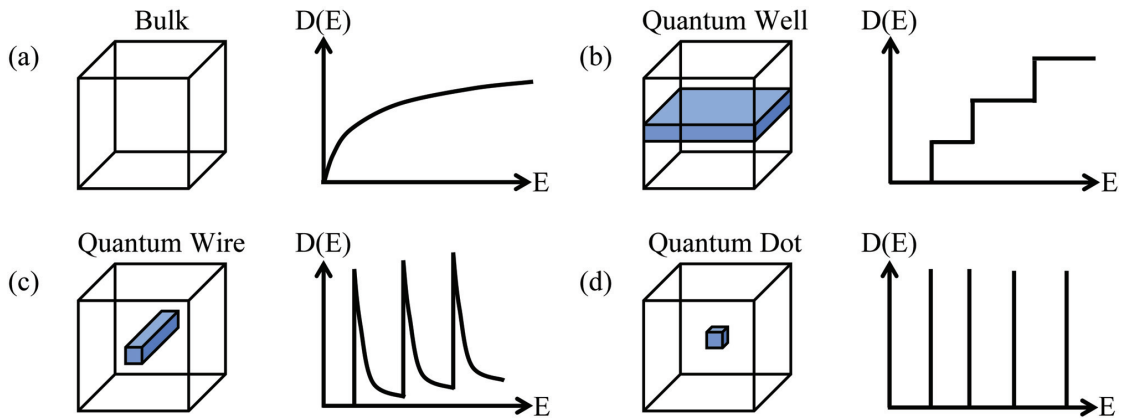 Bulk
(a)
D(E)
E
Quantum Well
(b)
D(E)
E
Quantum Wire
(c)
D(E)
E
Quantum Dot
(d)
D(E)
E